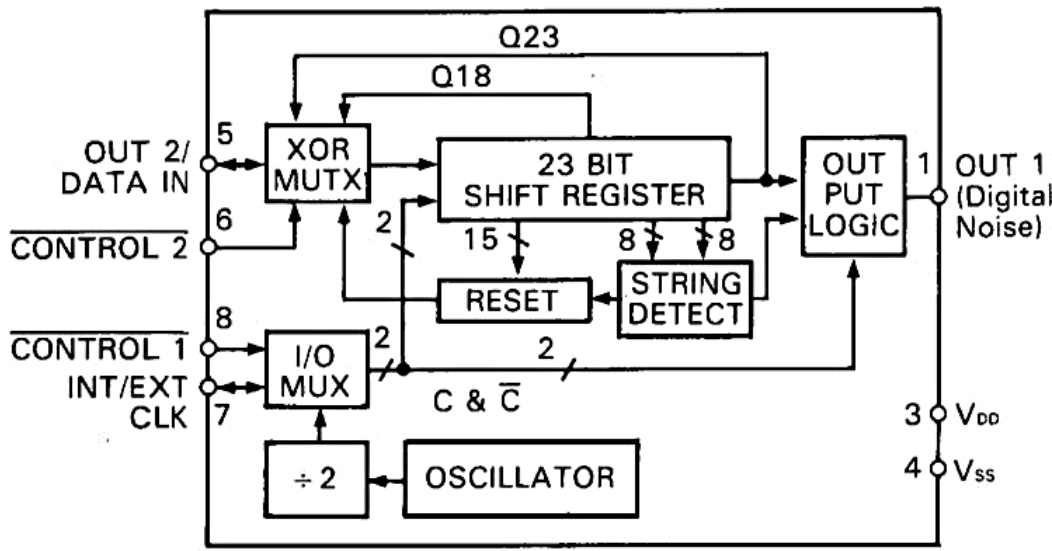 Q23
Q18
5
OUT 2/
DATA IN
XOR
MUTX
23 BIT
SHIFT REGISTER
OUT
PUT
LOGIC
1
OUT 1
(Digital
Noise)
6
CONTROL 2
2
15
8
8
RESET
STRING
DETECT
8
CONTROL 1
INT/EXT
CLK
7
I/O
MUX
2
2
C & C̅
3
VDD
4
VSS
÷2
OSCILLATOR